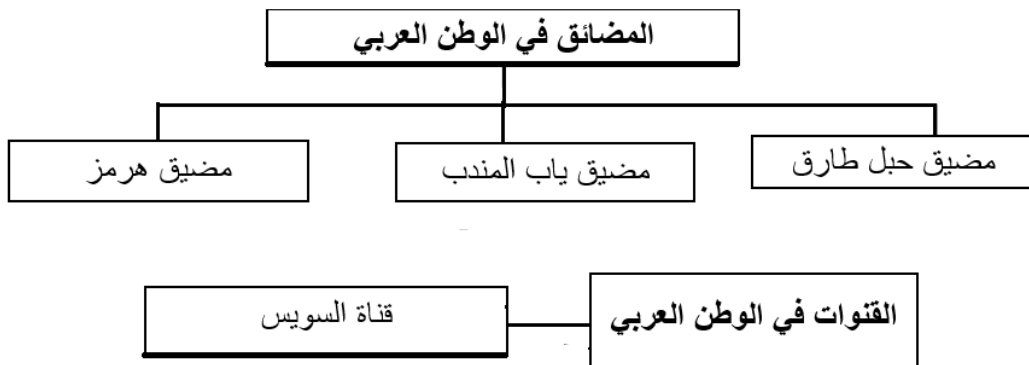 المضائق في الوطن العربي
مضيق حبل طارق
مضيق ياب المندب
مضيق هرمز
القنوات في الوطن العربي
قناة السويس